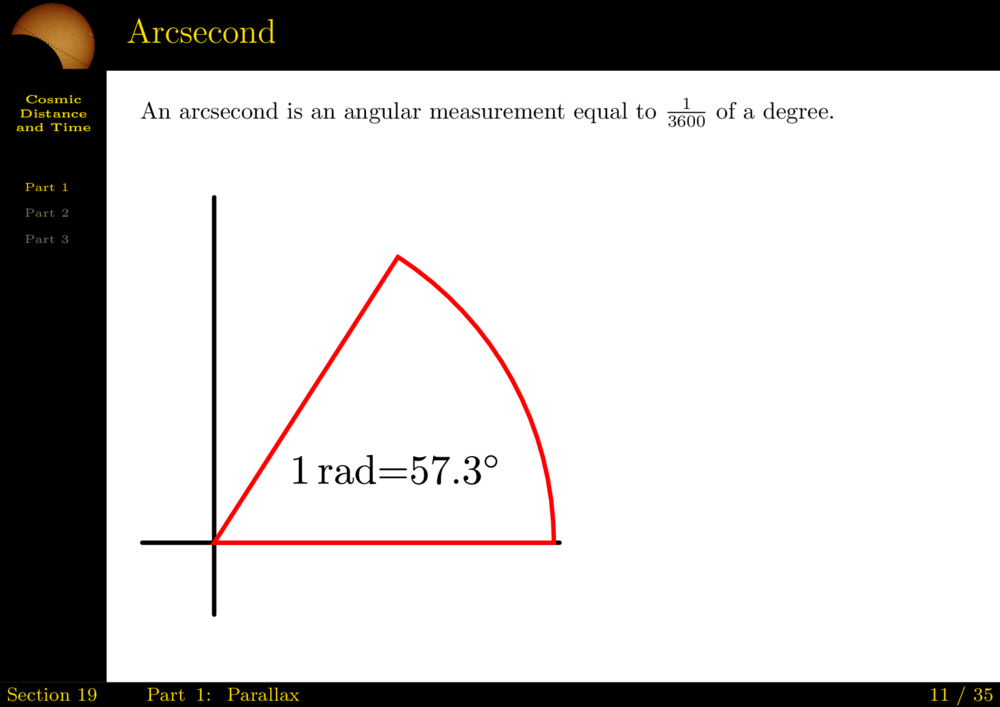 Arcsecond
Cosmic
Distance
and Time
Part 1
Part 2
Part 3
An arcsecond is an angular measurement equal to 1/3600 of a degree.
1 rad=57.3°
Section 19
Part 1: Parallax
11 / 35